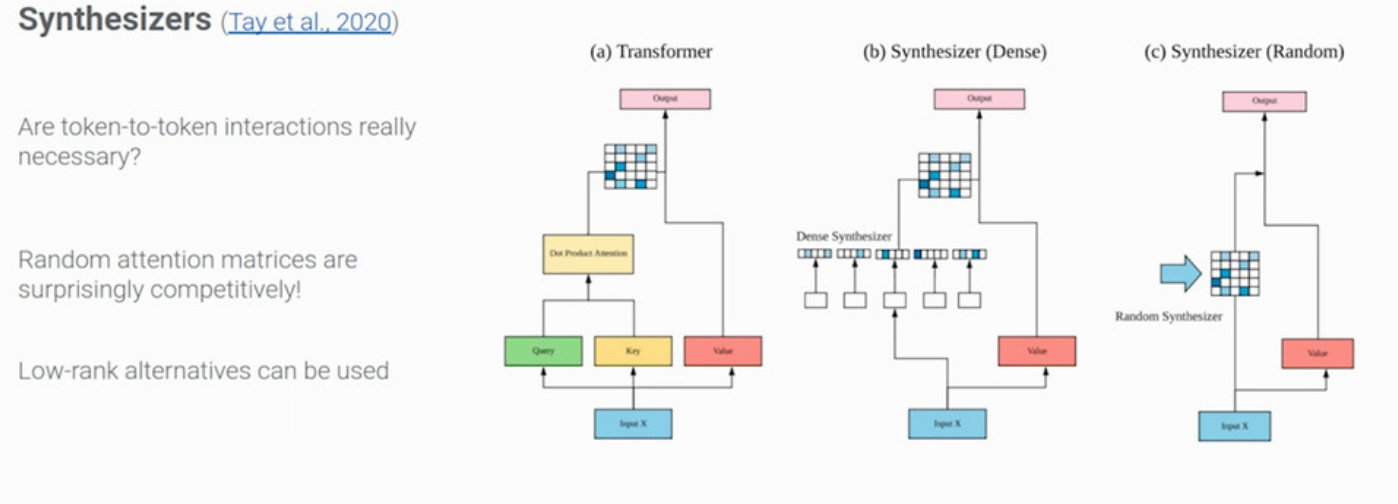 Synthesizers (Tay et al., 2020)
Are token-to-token interactions really
necessary?
Random attention matrices are
surprisingly competitively!
Low-rank alternatives can be used
(a) Transformer
Output
Dot Product Attention
Query
Key
Value
Input X
(b) Synthesizer (Dense)
Output
Dense Synthesizer
Value
Input X
(c) Synthesizer (Random)
Output
Random Synthesizer
Value
Input X